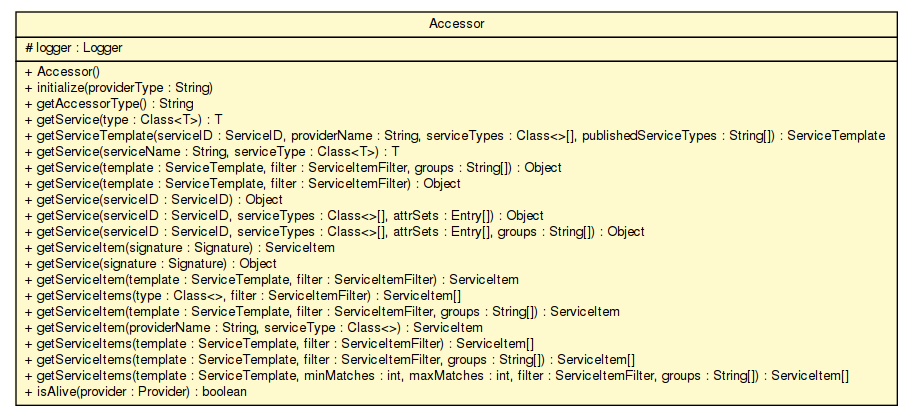 Accessor
# logger : Logger
+ Accessor()
+ initialize(providerType : String)
+ getAccessorType() : String
+ getService(type : Class<T>) : T
+ getServiceTemplate(serviceID : ServiceID, providerName : String, serviceTypes : Class<>[], publishedServiceTypes : String[]) : ServiceTemplate
+ getService(serviceName : String, serviceType : Class<T>) : T
+ getService(template : ServiceTemplate, filter : ServiceItemFilter, groups : String[]) : Object
+ getService(template : ServiceTemplate, filter : ServiceItemFilter) : Object
+ getService(serviceID : ServiceID) : Object
+ getService(serviceID : ServiceID, serviceTypes : Class<>[], attrSets : Entry[]) : Object
+ getService(serviceID : ServiceID, serviceTypes : Class<>[], attrSets : Entry[], groups : String[]) : Object
+ getServiceItem(signature : Signature) : ServiceItem
+ getService(signature : Signature) : Object
+ getServiceItem(template : ServiceTemplate, filter : ServiceItemFilter) : ServiceItem
+ getServiceItems(type : Class<>, filter : ServiceItemFilter) : ServiceItem[]
+ getServiceItem(template : ServiceTemplate, filter : ServiceItemFilter, groups : String[]) : ServiceItem
+ getServiceItem(providerName : String, serviceType : Class<>) : ServiceItem
+ getServiceItems(template : ServiceTemplate, filter : ServiceItemFilter) : ServiceItem[]
+ getServiceItems(template : ServiceTemplate, filter : ServiceItemFilter, groups : String[]) : ServiceItem[]
+ getServiceItems(template : ServiceTemplate, minMatches : int, maxMatches : int, filter : ServiceItemFilter, groups : String[]) : ServiceItem[]
+ isAlive(provider : Provider) : boolean